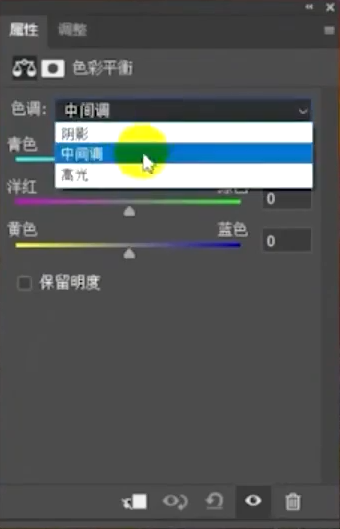 属性 调整
色彩平衡
色调: 中间调
阴影
青色
中间调
高光
洋红 绿色
0
黄色 蓝色
0
保留明度